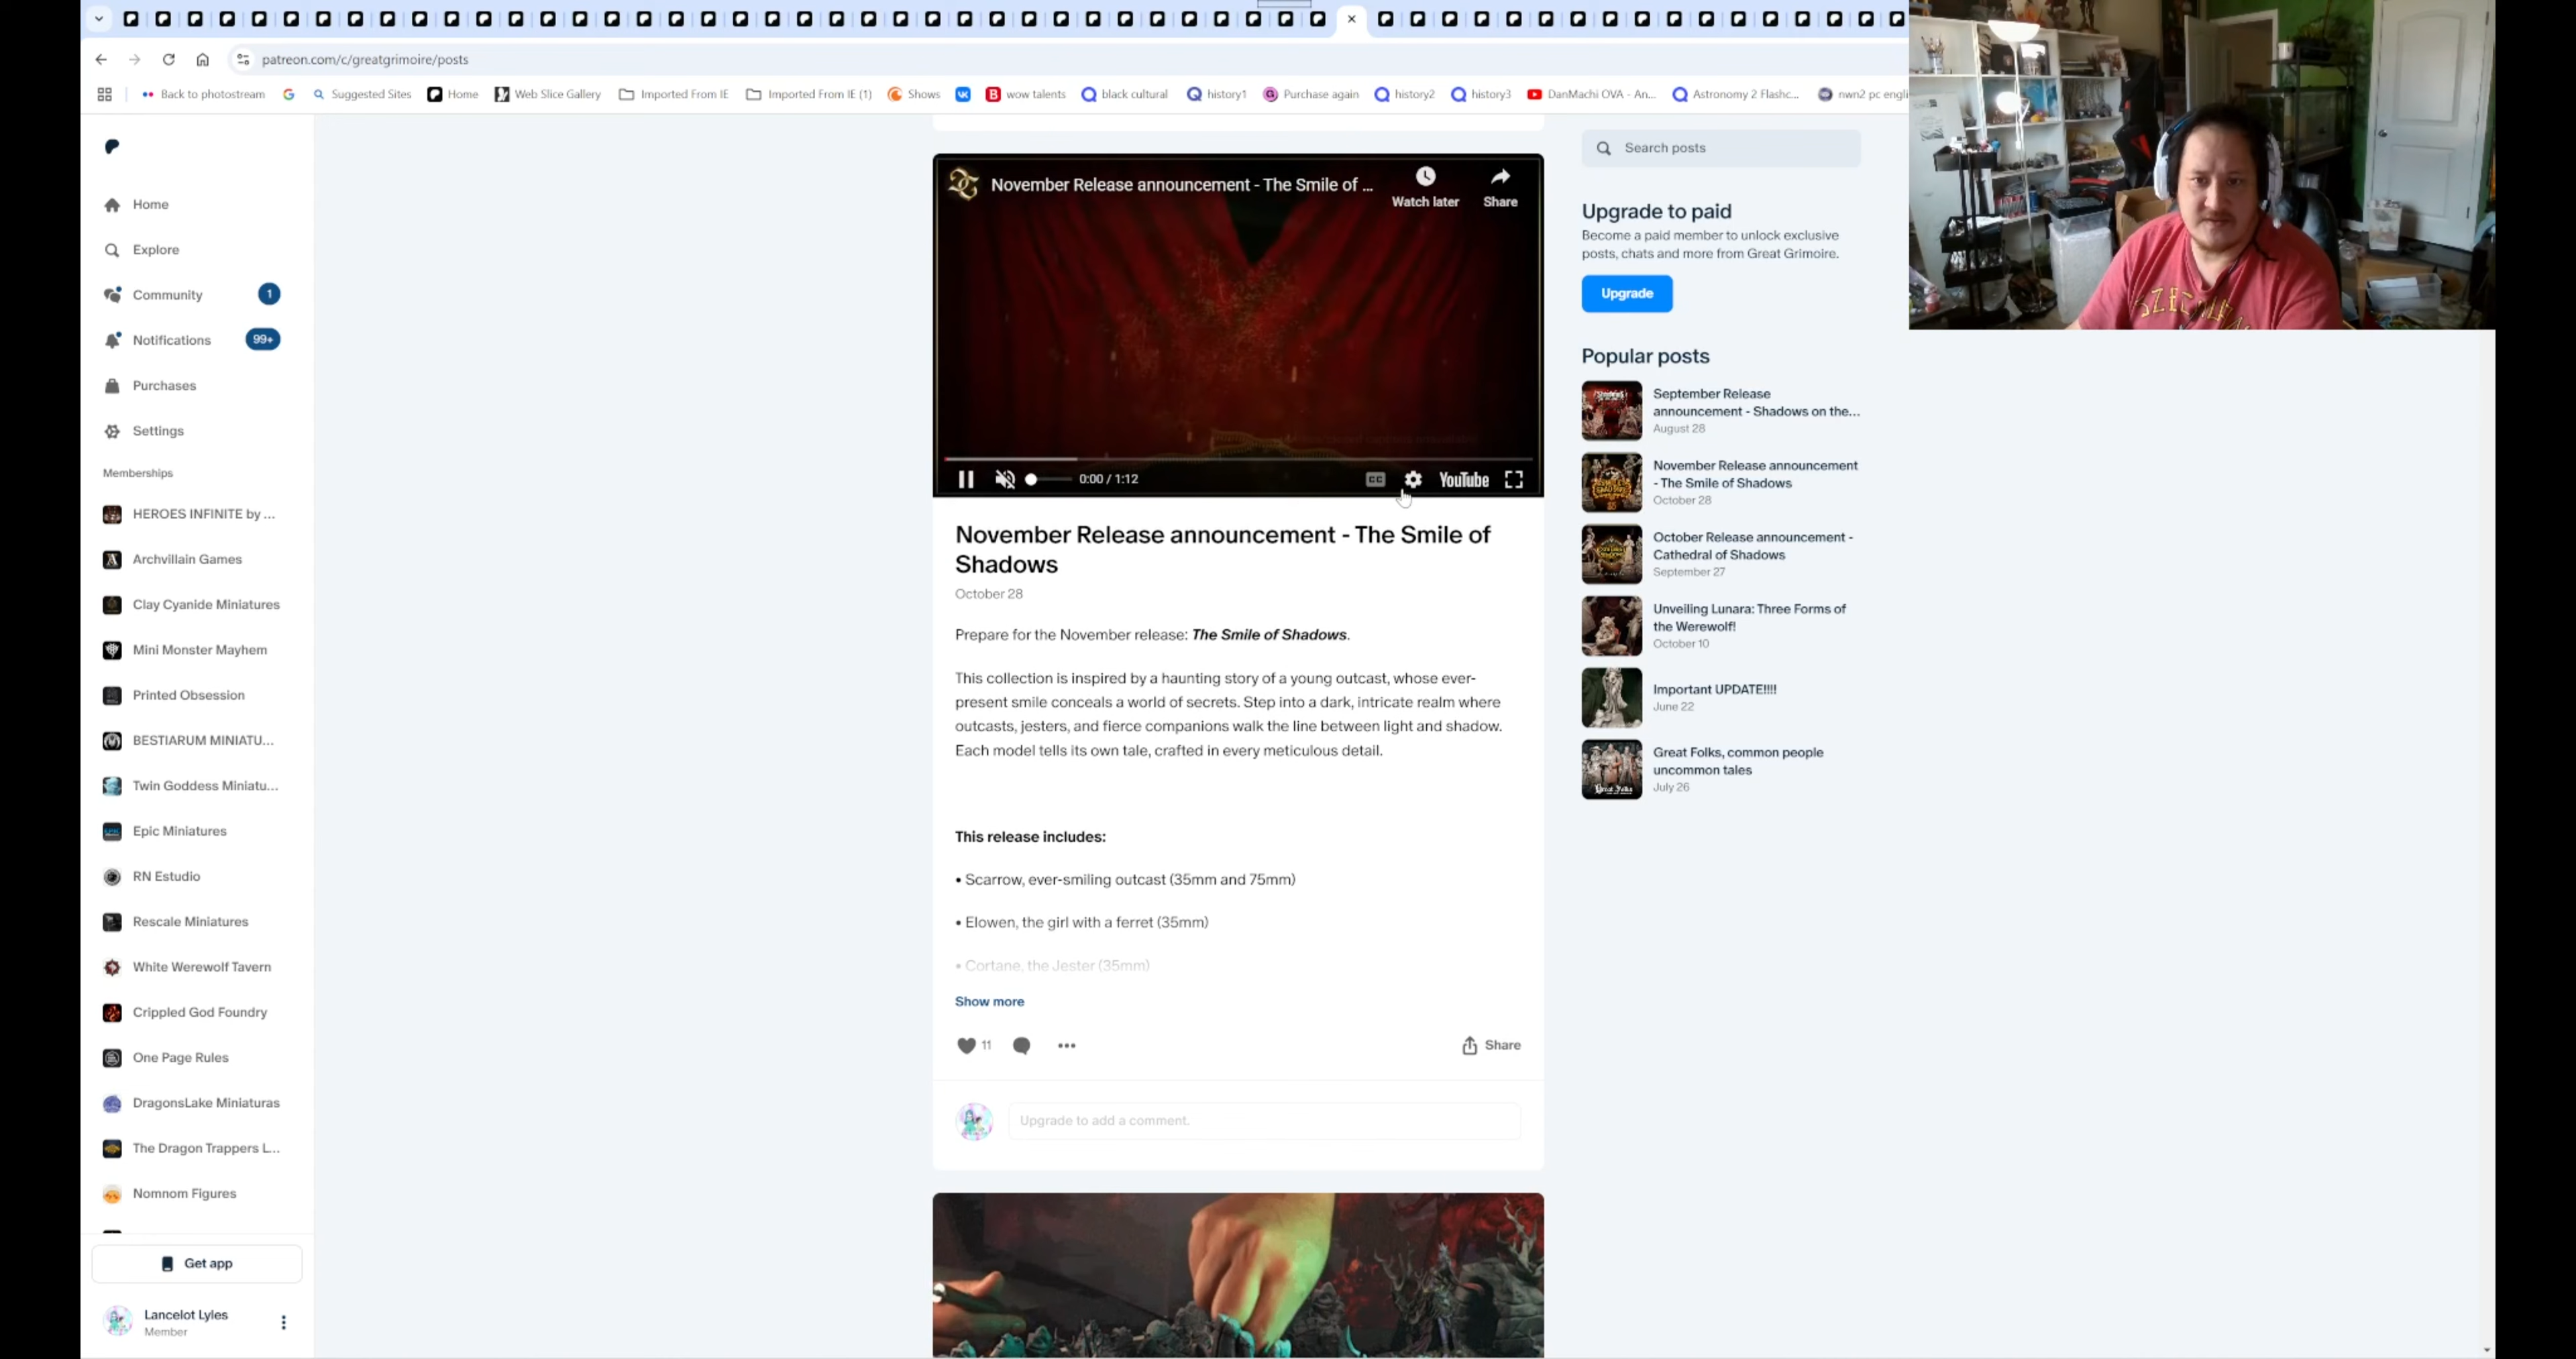 patreon.com/c/greatgrimoire/posts
Back to photostream
Suggested Sites
Home
Web Slice Gallery
Imported From IE
Imported From IE (1)
Shows
wow talents
black cultural
history1
Purchase again
history2
history3
DanMachi OVA - An...
Astronomy 2 Flashc...
nwn2 pc engli
Home
Explore
Community
1
Notifications
99+
Purchases
Settings
Memberships
HEROES INFINITE by ...
Archvillain Games
Clay Cyanide Miniatures
Mini Monster Mayhem
Printed Obsession
BESTIARUM MINIATU...
Twin Goddess Miniatu...
Epic Miniatures
RN Estudio
Rescale Miniatures
White Werewolf Tavern
Crippled God Foundry
One Page Rules
DragonsLake Miniaturas
The Dragon Trappers L...
Nomnom Figures
Get app
Lancelot Lyles
Member
November Release announcement - The Smile of ...
Watch later
Share
0:00 / 1:12
CC
YouTube
November Release announcement - The Smile of
Shadows
October 28
Prepare for the November release: The Smile of Shadows.
This collection is inspired by a haunting story of a young outcast, whose ever-
present smile conceals a world of secrets. Step into a dark, intricate realm where
outcasts, jesters, and fierce companions walk the line between light and shadow.
Each model tells its own tale, crafted in every meticulous detail.
This release includes:
• Scarrow, ever-smiling outcast (35mm and 75mm)
• Elowen, the girl with a ferret (35mm)
• Cortane, the Jester (35mm)
Show more
11
Share
Upgrade to add a comment.
Search posts
Upgrade to paid
Become a paid member to unlock exclusive
posts, chats and more from Great Grimoire.
Upgrade
Popular posts
September Release
announcement - Shadows on the...
August 28
November Release announcement
- The Smile of Shadows
October 28
October Release announcement -
Cathedral of Shadows
September 27
Unveiling Lunara: Three Forms of
the Werewolf!
October 10
Important UPDATE!!!!
June 22
Great Folks, common people
uncommon tales
July 26